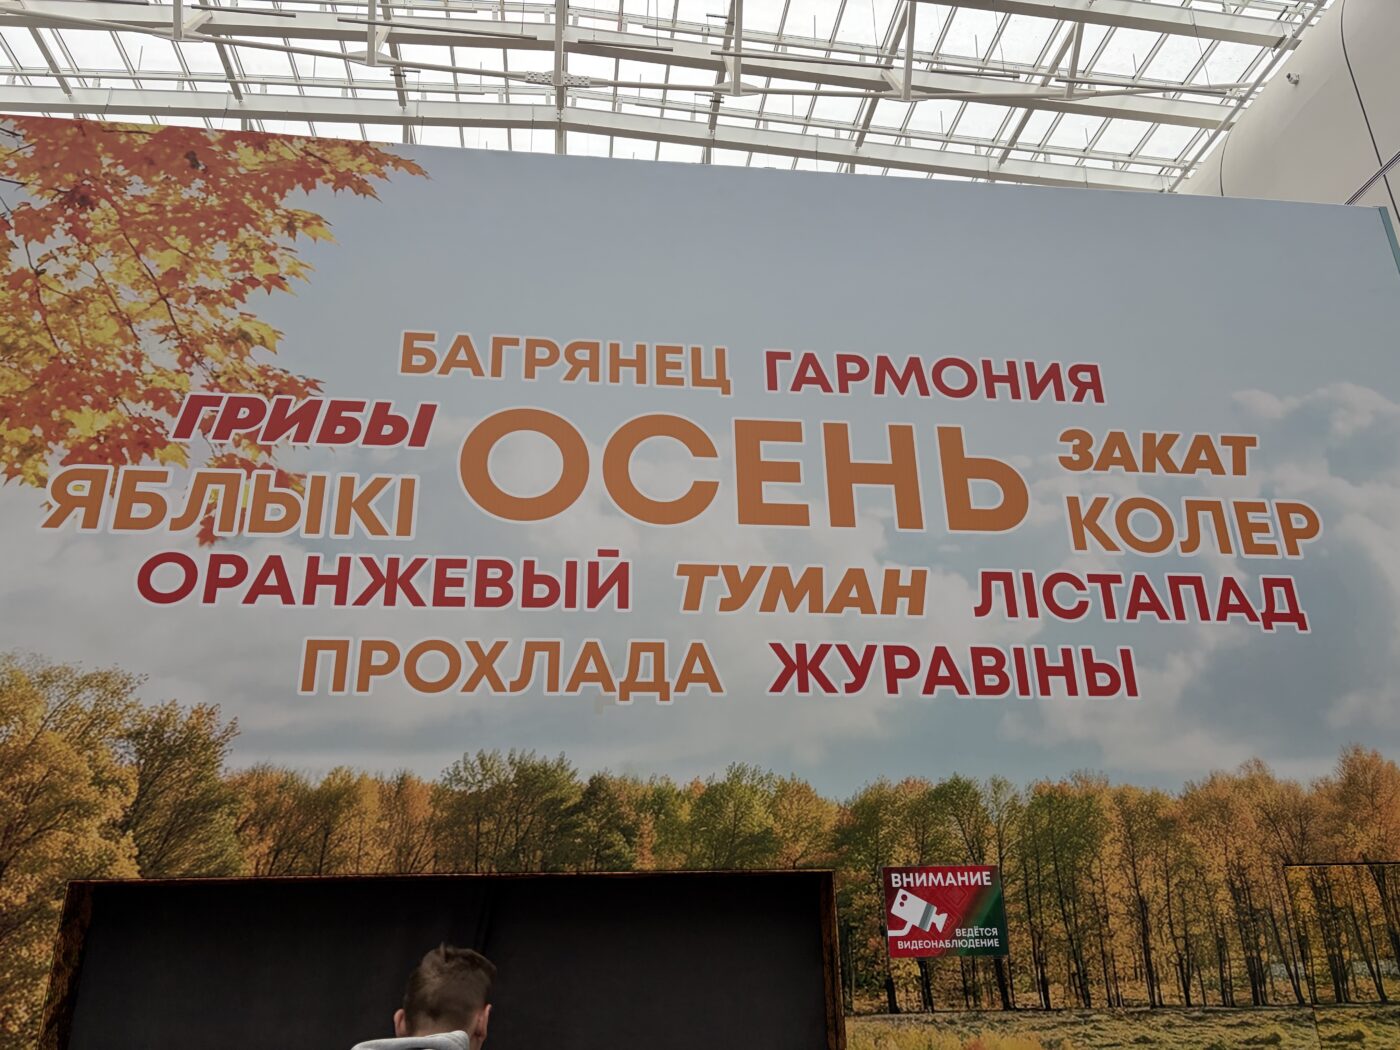 БАГРЯНЕЦ ГАРМОНИЯ
ГРИБЫ ОСЕНЬ ЗАКАТ
ЯБЛЫКІ КОЛЕР
ОРАНЖЕВЫЙ ТУМАН ЛІСТАПАД
ПРОХЛАДА ЖУРАВІНЫ
ВНИМАНИЕ
ВЕДЁТСЯ
ВИДЕОНАБЛЮДЕНИЕ